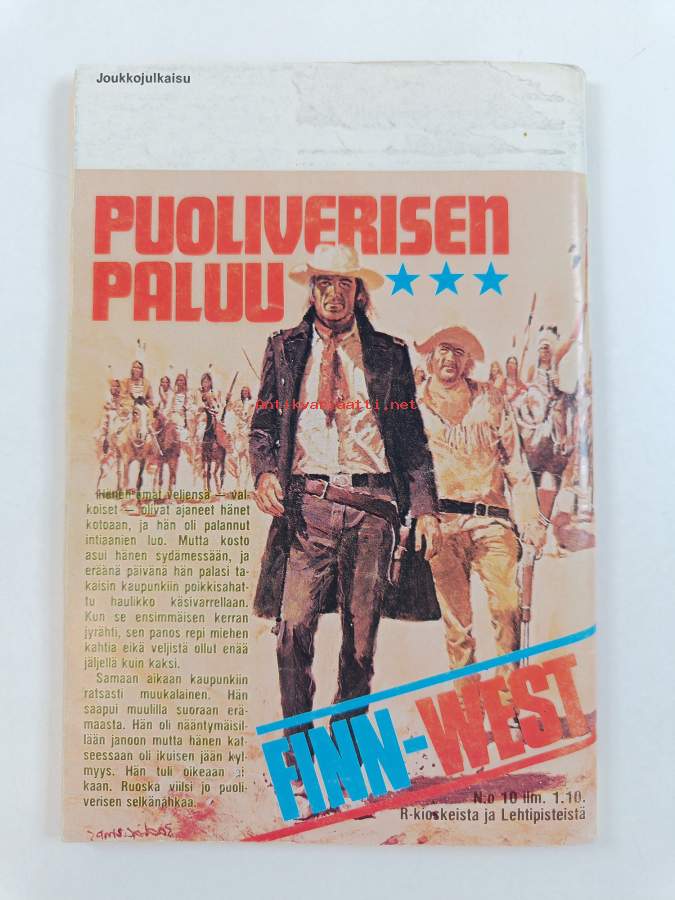 Joukkojulkaisu
PUOLIVERISEN
PALUU
Antikvariaatti.net
Hänen omat veljensä — val-
koiset — olivat ajaneet hänet
kotoaan, ja hän oli palannut
intiaanien luo. Mutta kosto
asui hänen sydämessään, ja
eräänä päivänä hän palasi ta-
kaisin kaupunkiin poikkisahat-
tu haulikko käsivarrellaan.
Kun se ensimmäisen kerran
jyrähti, sen panos repi miehen
kahtia eikä veljistä ollut enää
jäljellä kuin kaksi.
Samaan aikaan kaupunkiin
ratsasti muukalainen. Hän
saapui muulilla suoraan erä-
maasta. Hän oli nääntymäisil-
lään janoon mutta hänen kat-
seessaan oli ikuisen jään kyl-
myys. Hän tuli oikeaan ai-
kaan. Ruoska viilsi jo puoli-
verisen selkänahkaa.
FINN-WEST
N:o 10 ilm. 1.10.
R-kioskeista ja Lehtipisteistä